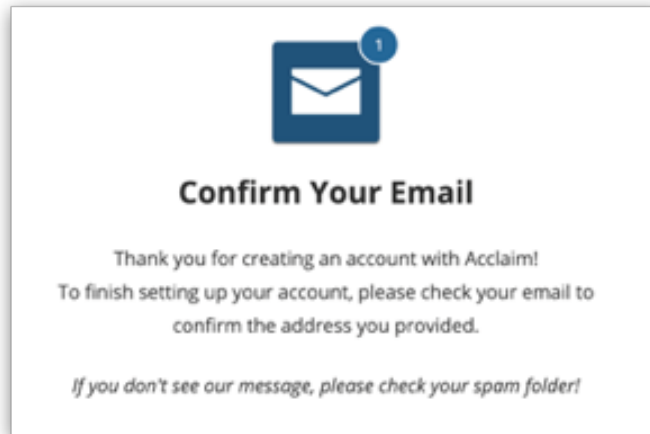 1
Confirm Your Email
Thank you for creating an account with Acclaim!
To finish setting up your account, please check your email to
confirm the address you provided.
If you don't see our message, please check your spam folder!